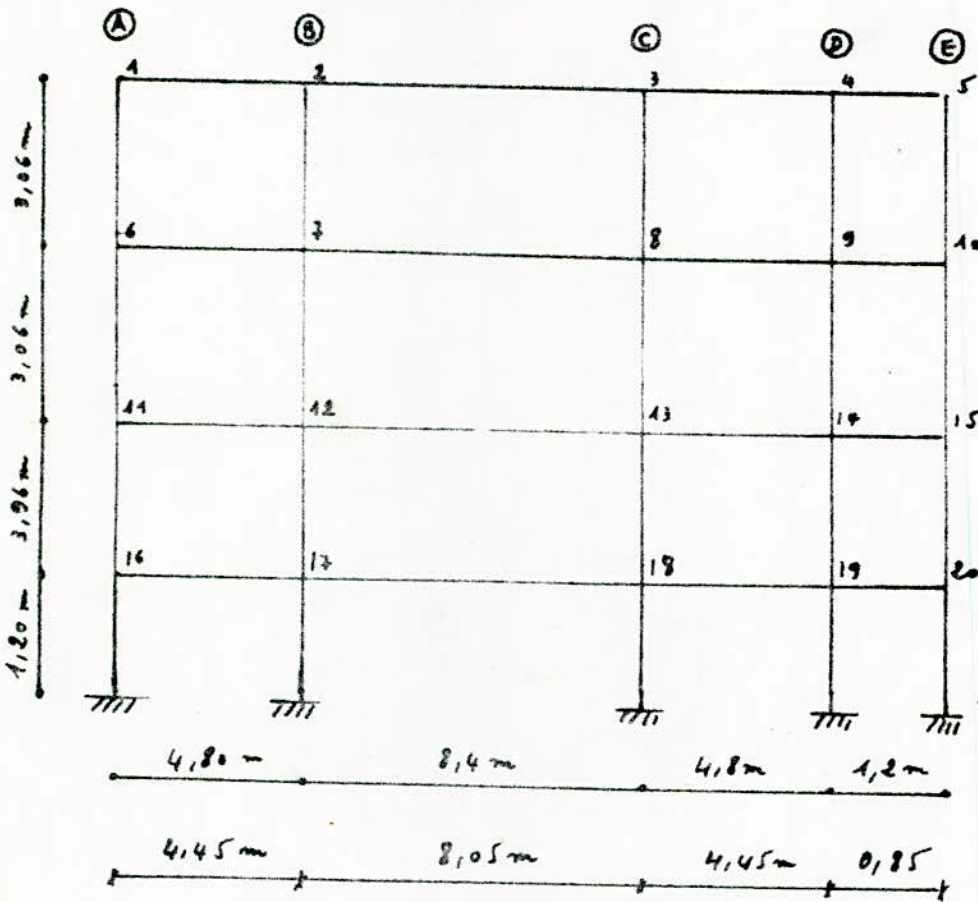 A B C D E
1 2 3 4 5
3,06 m
6 7 8 9 10
3,06 m
11 12 13 14 15
3,96 m
16 17 18 19 20
1,20 m
4,80 m 8,4 m 4,8 m 1,2 m
4,45 m 8,05 m 4,45 m 0,85